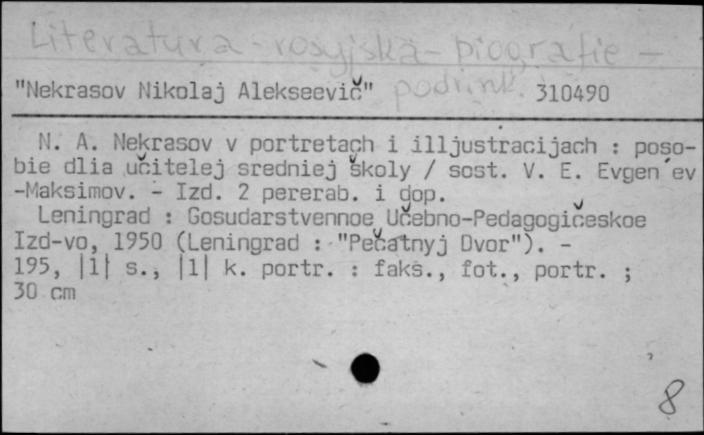 Literatura - rosyjska - biografie -
podr.
"Nekrasov Nikolaj Alekseevič" 310490
N. A. Nekrasov v portretach i illjustracijach : poso-
bie dlia učitelej sredniej školy / sost. V. E. Evgen´ev
-Maksimov. - Izd. 2 pererab. i dop.
Leningrad : Gosudarstvennoe Učebno-Pedagogičeskoe
Izd-vo, 1950 (Leningrad : "Pečatnyj Dvor"). -
195, |1| s., |1| k. portr. : faks., fot., portr. ;
30 cm
8